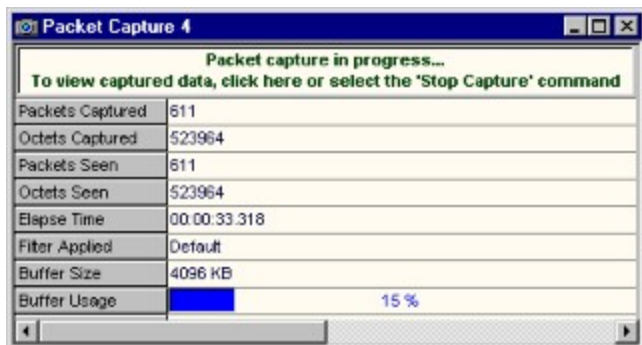 Packet Capture 4
Packet capture in progress...
To view captured data, click here or select the 'Stop Capture' command
Packets Captured 611
Octets Captured 523964
Packets Seen 611
Octets Seen 523964
Elapse Time 00:00:33.318
Filter Applied Default
Buffer Size 4096 KB
Buffer Usage 15 %